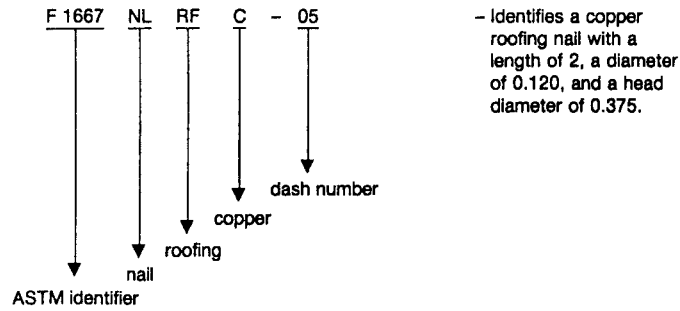 F 1667 NL RF C - 05
– Identifies a copper
roofing nail with a
length of 2, a diameter
of 0.120, and a head
diameter of 0.375.
dash number
copper
roofing
nail
ASTM identifier